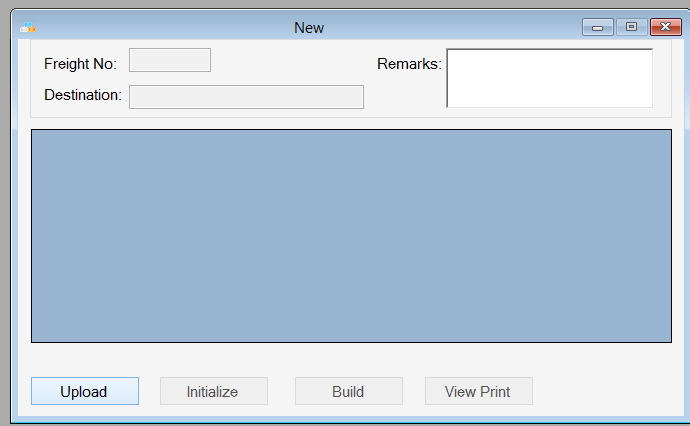 New
Freight No:
Remarks:
Destination:
Upload
Initialize
Build
View Print